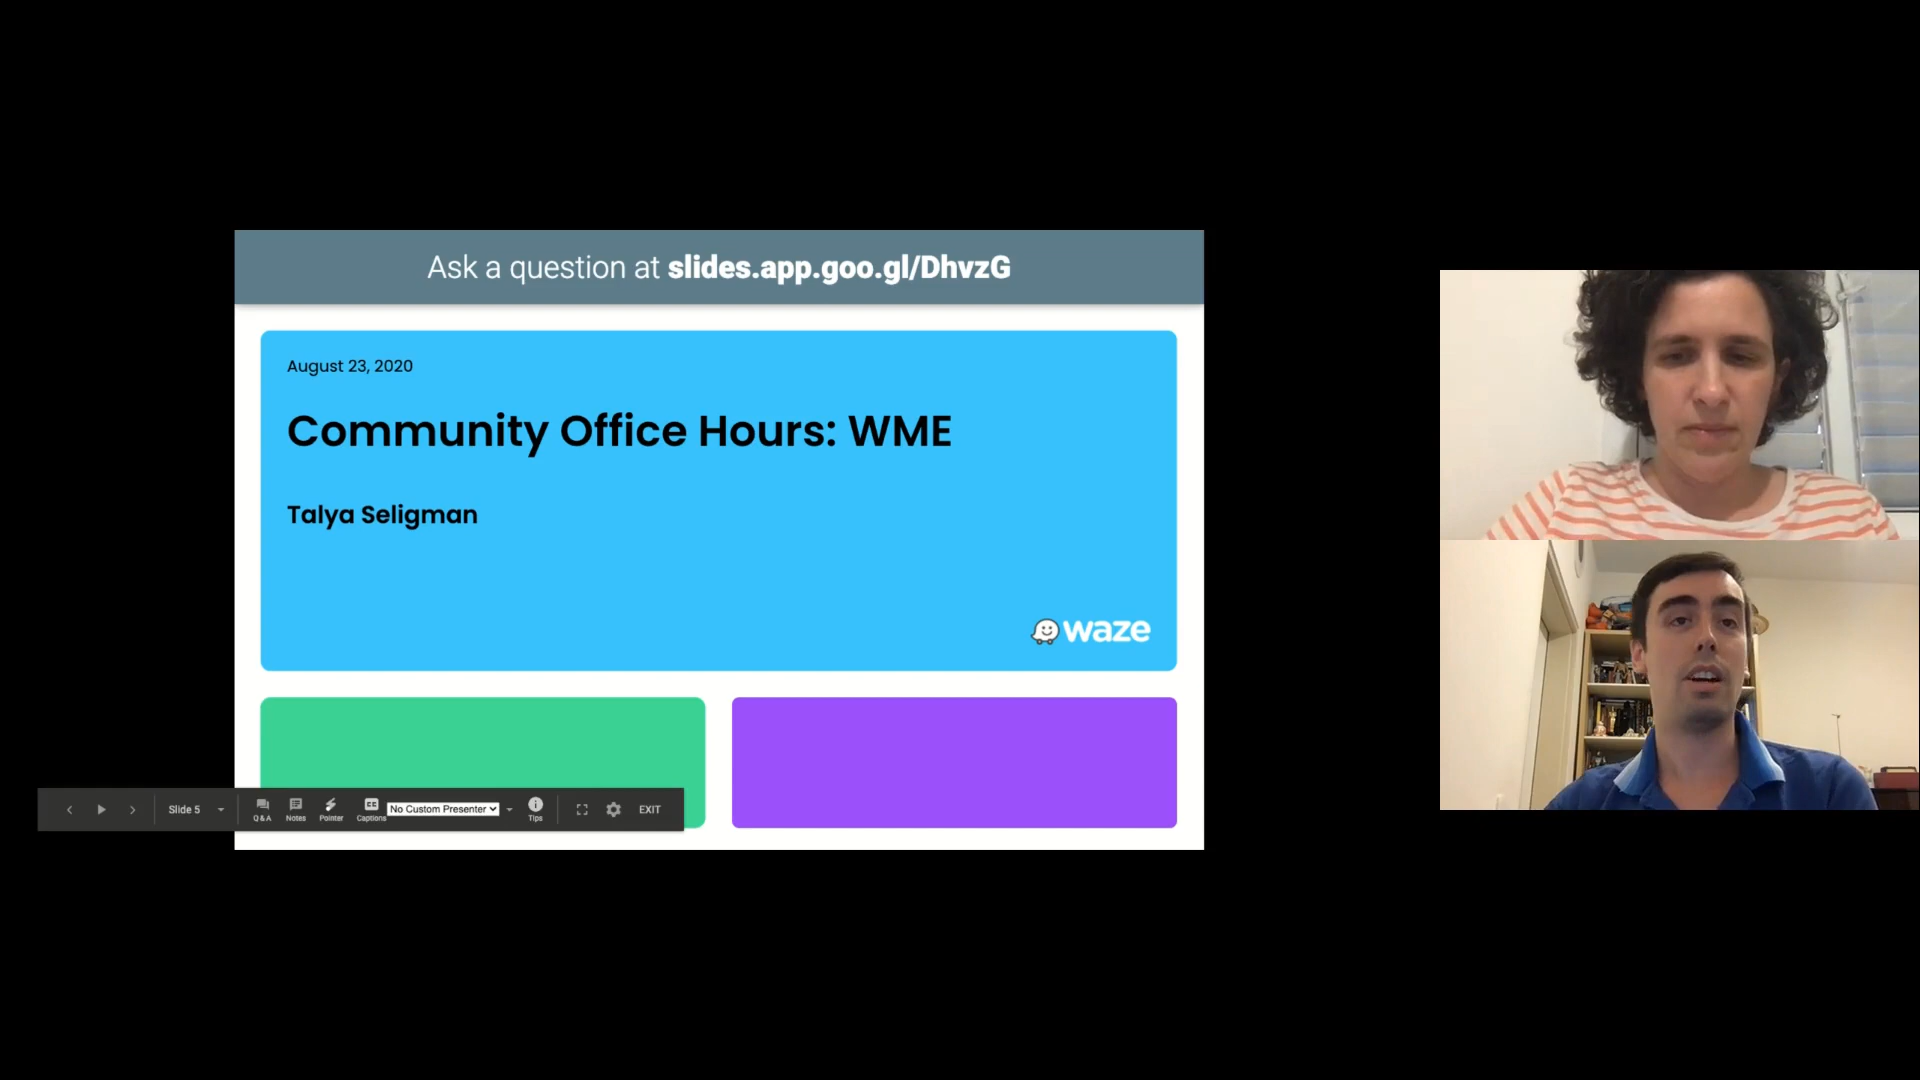 Ask a question at slides.app.goo.gl/DhvzG
August 23, 2020
Community Office Hours: WME
Talya Seligman
waze
Slide 5
Q&A
Notes
Pointer
Captions
No Custom Presenter
Tips
EXIT